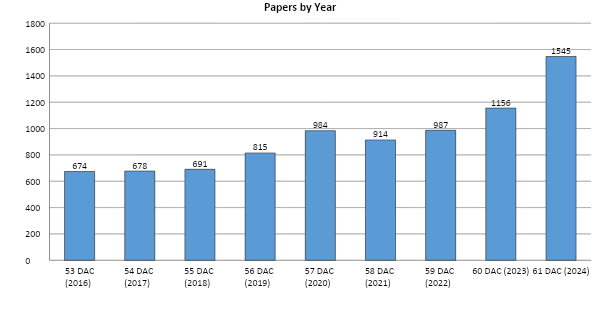 Papers by Year
1800
1600
1400
1200
1000
800
600
400
200
0
674
678
691
815
984
914
987
1156
1545
53 DAC
(2016)
54 DAC
(2017)
55 DAC
(2018)
56 DAC
(2019)
57 DAC
(2020)
58 DAC
(2021)
59 DAC
(2022)
60 DAC (2023)
61 DAC (2024)